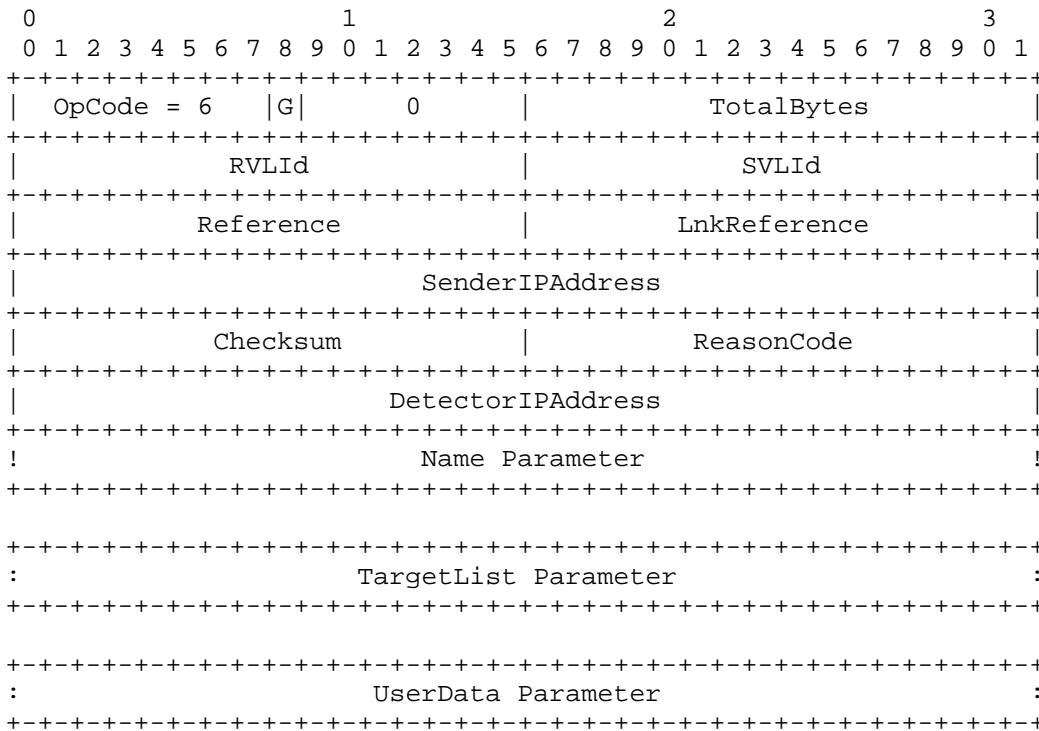 0                   1                   2                   3
 0 1 2 3 4 5 6 7 8 9 0 1 2 3 4 5 6 7 8 9 0 1 2 3 4 5 6 7 8 9 0 1
+-+-+-+-+-+-+-+-+-+-+-+-+-+-+-+-+-+-+-+-+-+-+-+-+-+-+-+-+-+-+-+-+
|  OpCode = 6   |G|      0      |           TotalBytes          |
+-+-+-+-+-+-+-+-+-+-+-+-+-+-+-+-+-+-+-+-+-+-+-+-+-+-+-+-+-+-+-+-+
|             RVLId             |             SVLId             |
+-+-+-+-+-+-+-+-+-+-+-+-+-+-+-+-+-+-+-+-+-+-+-+-+-+-+-+-+-+-+-+-+
|           Reference           |         LnkReference          |
+-+-+-+-+-+-+-+-+-+-+-+-+-+-+-+-+-+-+-+-+-+-+-+-+-+-+-+-+-+-+-+-+
|                         SenderIPAddress                       |
+-+-+-+-+-+-+-+-+-+-+-+-+-+-+-+-+-+-+-+-+-+-+-+-+-+-+-+-+-+-+-+-+
|            Checksum           |          ReasonCode           |
+-+-+-+-+-+-+-+-+-+-+-+-+-+-+-+-+-+-+-+-+-+-+-+-+-+-+-+-+-+-+-+-+
|                       DetectorIPAddress                       |
+-+-+-+-+-+-+-+-+-+-+-+-+-+-+-+-+-+-+-+-+-+-+-+-+-+-+-+-+-+-+-+-+
!                         Name Parameter                        !
+-+-+-+-+-+-+-+-+-+-+-+-+-+-+-+-+-+-+-+-+-+-+-+-+-+-+-+-+-+-+-+-+

+-+-+-+-+-+-+-+-+-+-+-+-+-+-+-+-+-+-+-+-+-+-+-+-+-+-+-+-+-+-+-+-+
:                     TargetList Parameter                      :
+-+-+-+-+-+-+-+-+-+-+-+-+-+-+-+-+-+-+-+-+-+-+-+-+-+-+-+-+-+-+-+-+

+-+-+-+-+-+-+-+-+-+-+-+-+-+-+-+-+-+-+-+-+-+-+-+-+-+-+-+-+-+-+-+-+
:                      UserData Parameter                       :
+-+-+-+-+-+-+-+-+-+-+-+-+-+-+-+-+-+-+-+-+-+-+-+-+-+-+-+-+-+-+-+-+